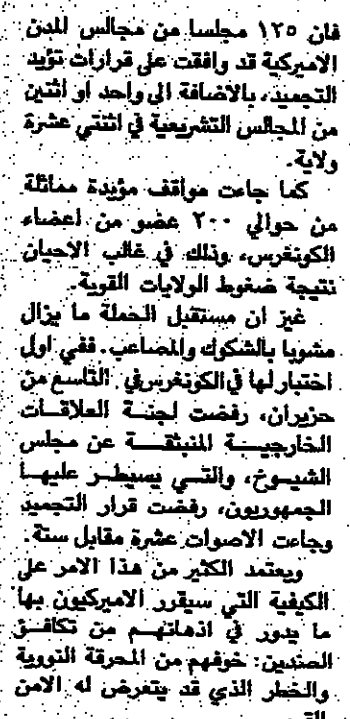 فان ١٢٥ مجلسا من مجالس المدن
الاميركية قد وافقت على قرارات تؤيد
التجميد، بالاضافة الى واحد او اثنين
من المجالس التشريعية في اثنتي عشرة
ولاية.
كما جاءت مواقف مؤيدة مماثلة
من حوالي ٢٠٠ عضو من اعضاء
الكونغرس، وذلك في غالب الاحيان
نتيجة ضغوط الولايات القوية.
غير ان مستقبل الحملة ما يزال
مشوبا بالشكوك والمصاعب. ففي اول
اختبار لها في الكونغرس في التاسع من
حزيران، رفضت لجنة العلاقات
الخارجية المنبثقة عن مجلس
الشيوخ، والتي يسيطر عليها
الجمهوريون، رفضت قرار التجميد
وجاءت الاصوات عشرة مقابل ستة.
ويعتمد الكثير من هذا الامر على
الكيفية التي سيقرر الاميركيون بها
ما يدور في اذهانهم من تكافؤ
الضدين: خوفهم من المحرقة النووية
والخطر الذي قد يتعرض له الامن